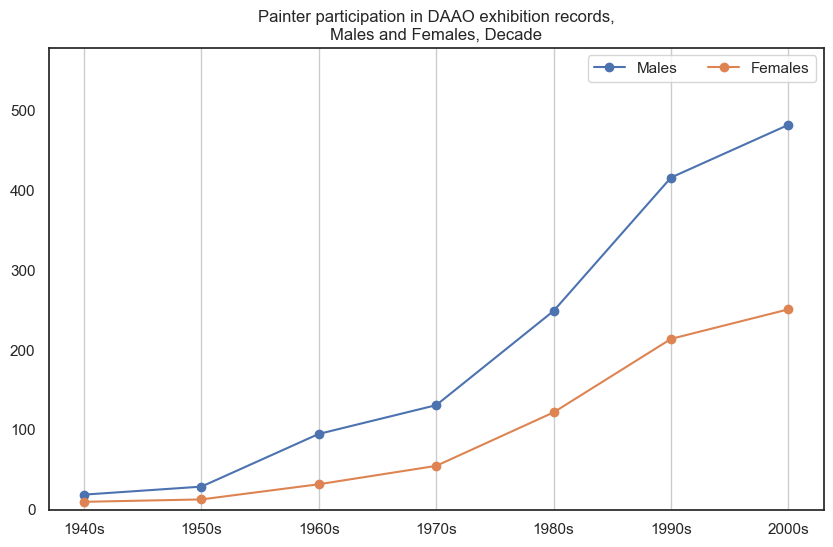 Painter participation in DAAO exhibition records,
Males and Females, Decade
Males
Females
500
400
300
200
100
0
1940s
1950s
1960s
1970s
1980s
1990s
2000s